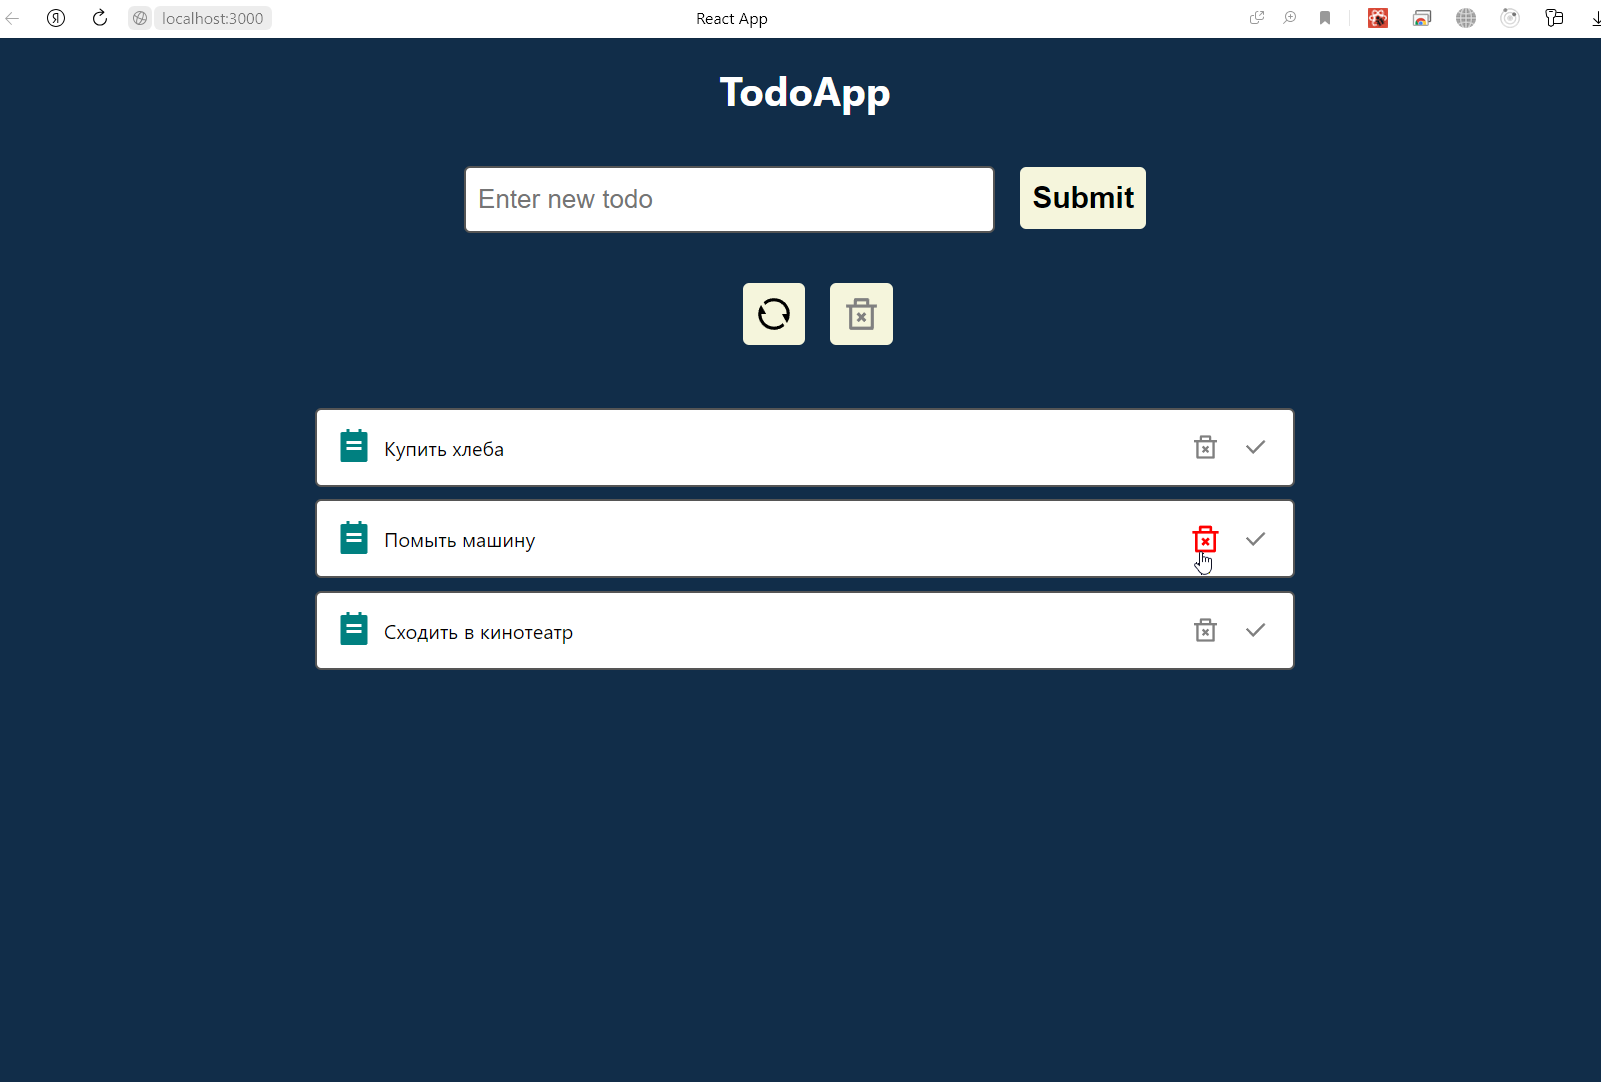 localhost:3000
React App
TodoApp
Enter new todo
Submit
Купить хлеба
Помыть машину
Сходить в кинотеатр